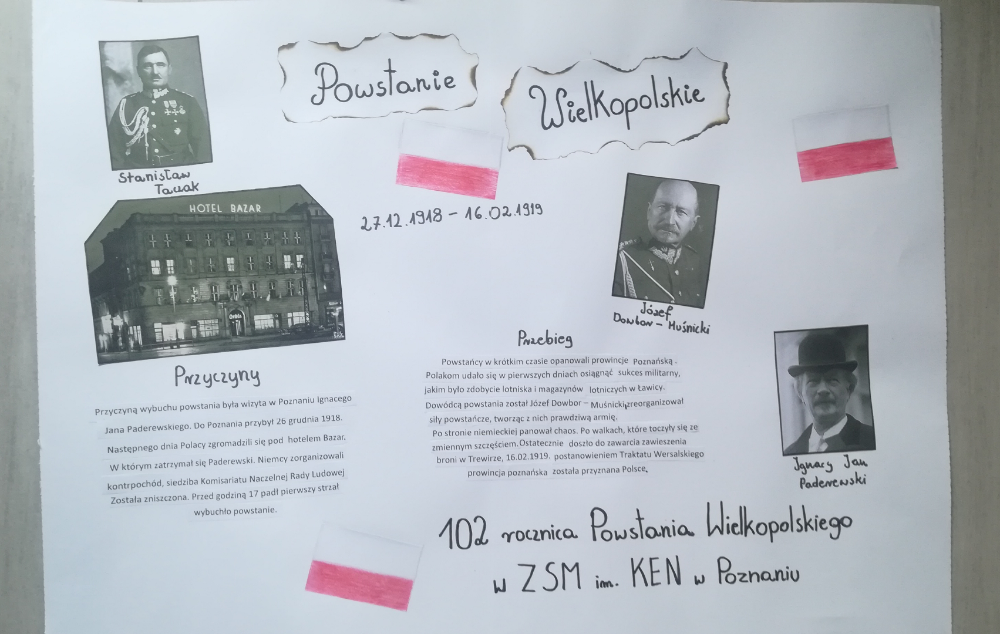 Powstanie
Wielkopolskie
Stanisław
Taczak
HOTEL BAZAR
Orbis
27.12.1918 – 16.02.1919
Józef
Dowbor – Muśnicki
Przyczyny
Przyczyną wybuchu powstania była wizyta w Poznaniu Ignacego
Jana Paderewskiego. Do Poznania przybył 26 grudnia 1918.
Następnego dnia Polacy zgromadzili się pod hotelem Bazar.
W którym zatrzymał się Paderewski. Niemcy zorganizowali
kontrpochód, siedziba Komisariatu Naczelnej Rady Ludowej
Została zniszczona. Przed godziną 17 padł pierwszy strzał
wybuchło powstanie.
Przebieg
Powstańcy w krótkim czasie opanowali prowincje Poznańską .
Polakom udało się w pierwszych dniach osiągnąć sukces militarny,
jakim było zdobycie lotniska i magazynów lotniczych w Ławicy.
Dowódcą powstania został Józef Dowbor – Muśnicki,zreorganizował
siły powstańcze, tworząc z nich prawdziwą armię.
Po stronie niemieckiej panował chaos. Po walkach, które toczyły się ze
zmiennym szczęściem.Ostatecznie doszło do zawarcia zawieszenia
broni w Trewirze, 16.02.1919. postanowieniem Traktatu Wersalskiego
prowincja poznańska została przyznana Polsce.
Ignacy Jan
Paderewski
102 rocznica Powstania Wielkopolskiego
w ZSM im. KEN w Poznaniu